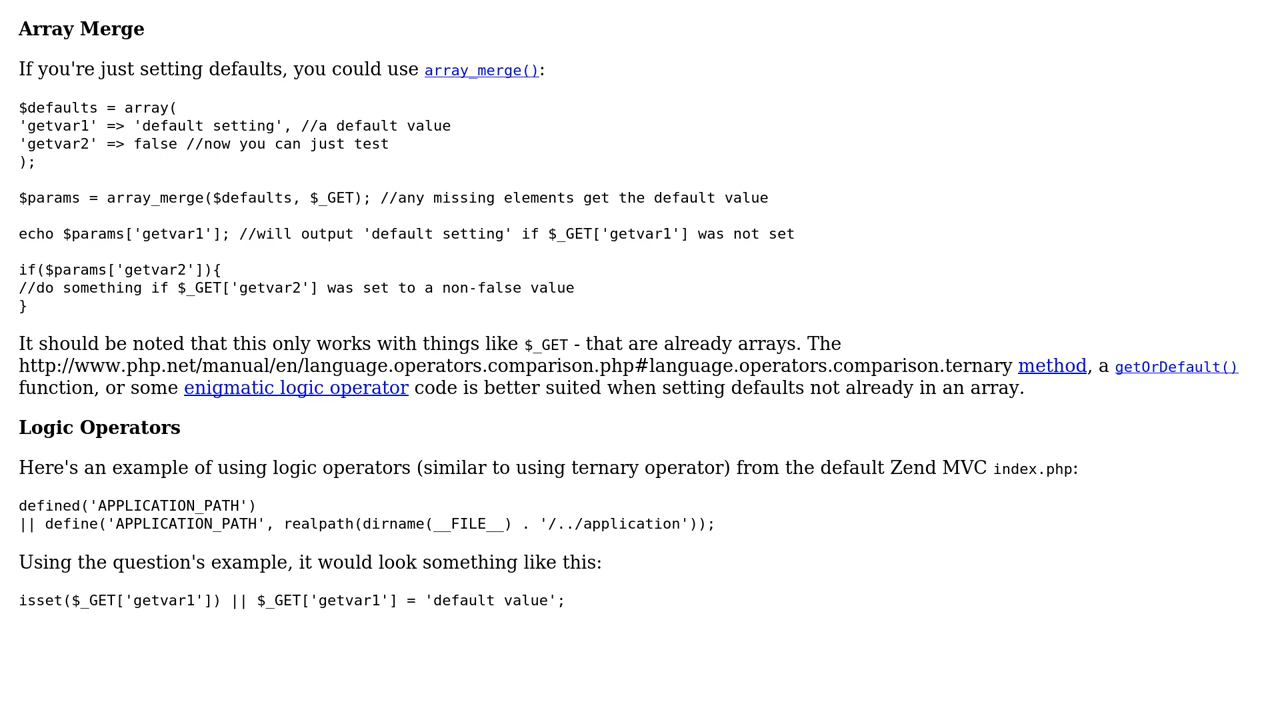 Array Merge
If you're just setting defaults, you could use array_merge():
$defaults = array(
'getvar1' => 'default setting', //a default value
'getvar2' => false //now you can just test
);
$params = array_merge($defaults, $_GET); //any missing elements get the default value
echo $params['getvar1']; //will output 'default setting' if $_GET['getvar1'] was not set
if($params['getvar2']){
//do something if $_GET['getvar2'] was set to a non-false value
}
It should be noted that this only works with things like $_GET - that are already arrays. The
http://www.php.net/manual/en/language.operators.comparison.php#language.operators.comparison.ternary method, a getOrDefault()
function, or some enigmatic logic operator code is better suited when setting defaults not already in an array.
Logic Operators
Here's an example of using logic operators (similar to using ternary operator) from the default Zend MVC index.php:
defined('APPLICATION_PATH')
|| define('APPLICATION_PATH', realpath(dirname(__FILE__) . '/../application'));
Using the question's example, it would look something like this:
isset($_GET['getvar1']) || $_GET['getvar1'] = 'default value';